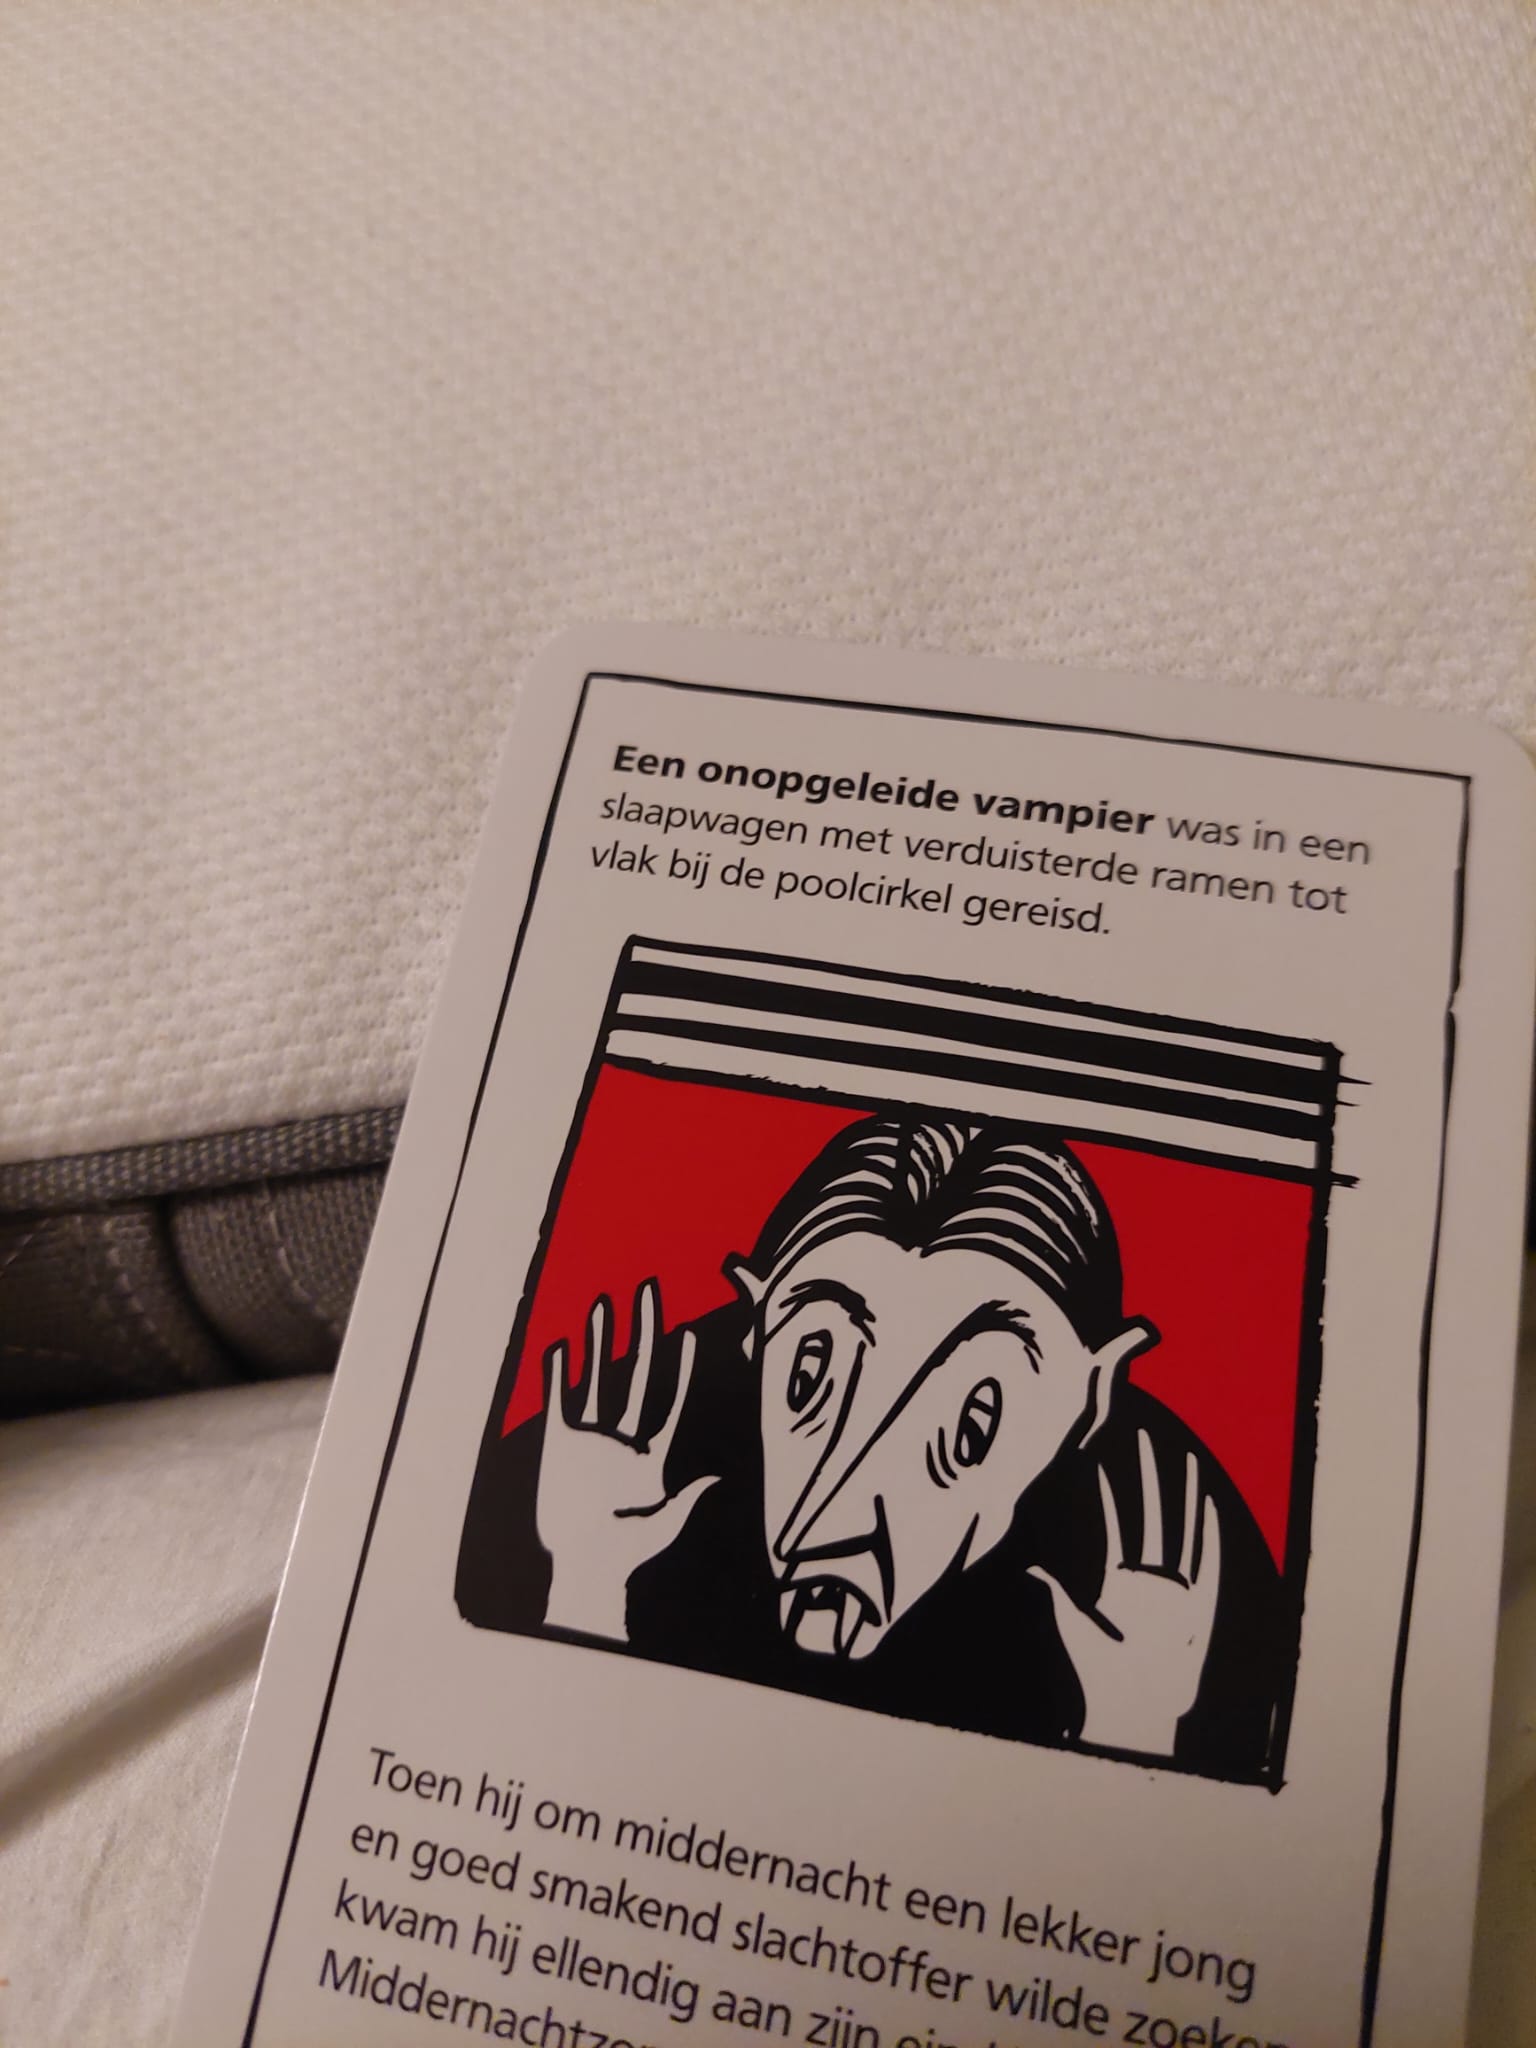 Een onopgeleide vampier was in een
slaapwagen met verduisterde ramen tot
vlak bij de poolcirkel gereisd.
Toen hij om middernacht een lekker jong
en goed smakend slachtoffer wilde zoeken
kwam hij ellendig aan zijn